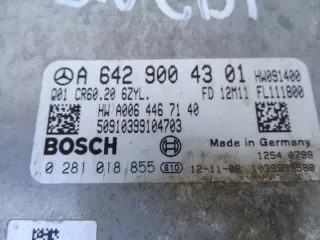 A 642 900 43 01 HW091400
Q01 CR60.20 6ZYL. FD 12M11 FL111800
HW A006 446 71 40
50910399104703
BOSCH
Made in Germany
1254 0798
0 281 018 855 610 12-11-08